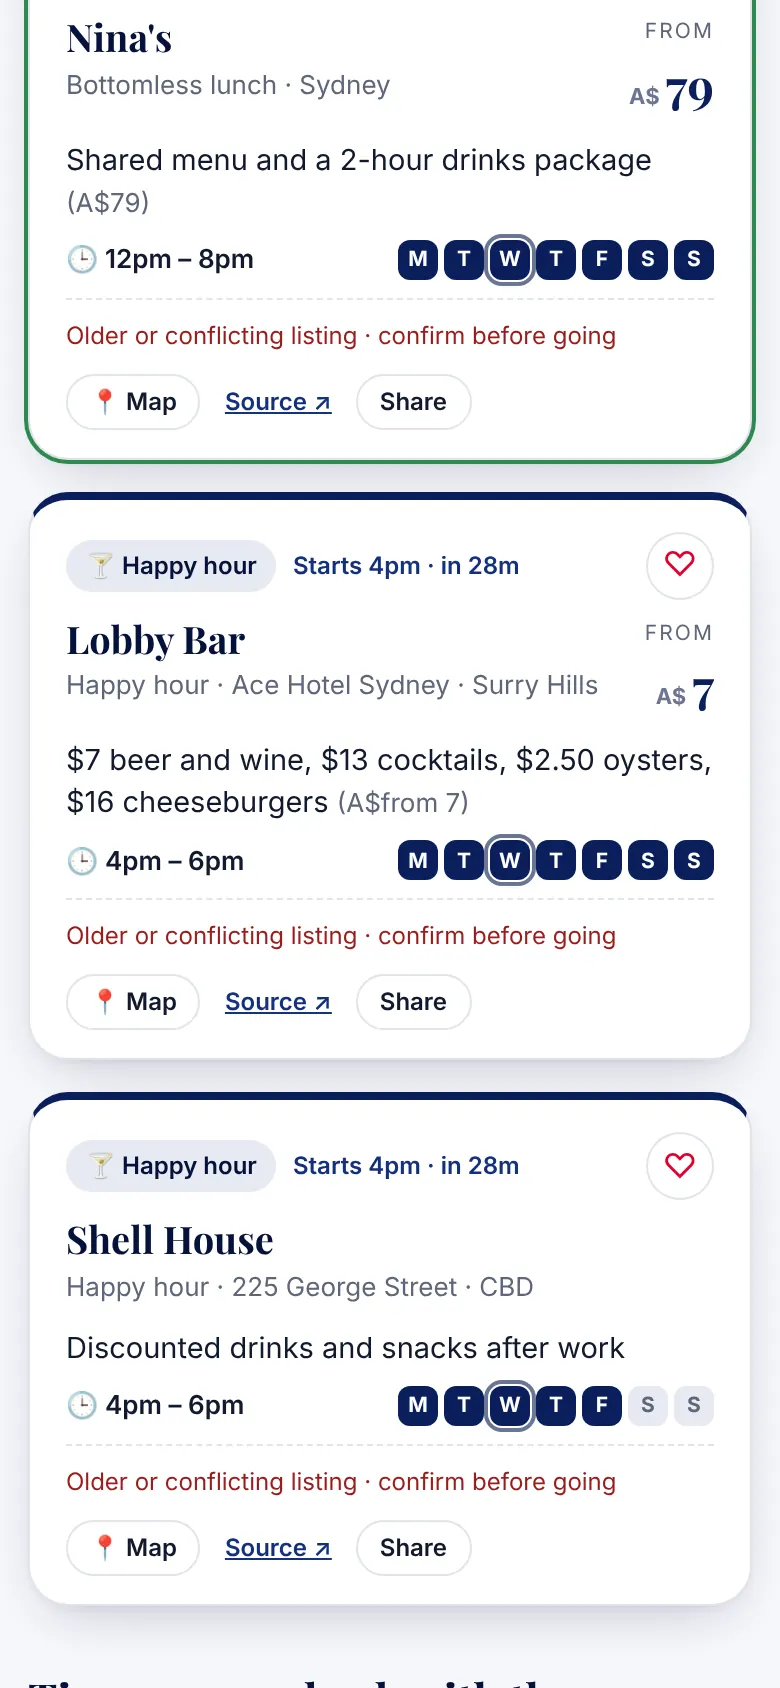 Nina's
FROM
Bottomless lunch · Sydney
A$ 79
Shared menu and a 2-hour drinks package
(A$79)
12pm – 8pm
M T W T F S S
Older or conflicting listing · confirm before going
Map
Source ↗
Share
Happy hour
Starts 4pm · in 28m
Lobby Bar
FROM
Happy hour · Ace Hotel Sydney · Surry Hills
A$ 7
$7 beer and wine, $13 cocktails, $2.50 oysters,
$16 cheeseburgers (A$from 7)
4pm – 6pm
M T W T F S S
Older or conflicting listing · confirm before going
Map
Source ↗
Share
Happy hour
Starts 4pm · in 28m
Shell House
Happy hour · 225 George Street · CBD
Discounted drinks and snacks after work
4pm – 6pm
M T W T F S S
Older or conflicting listing · confirm before going
Map
Source ↗
Share